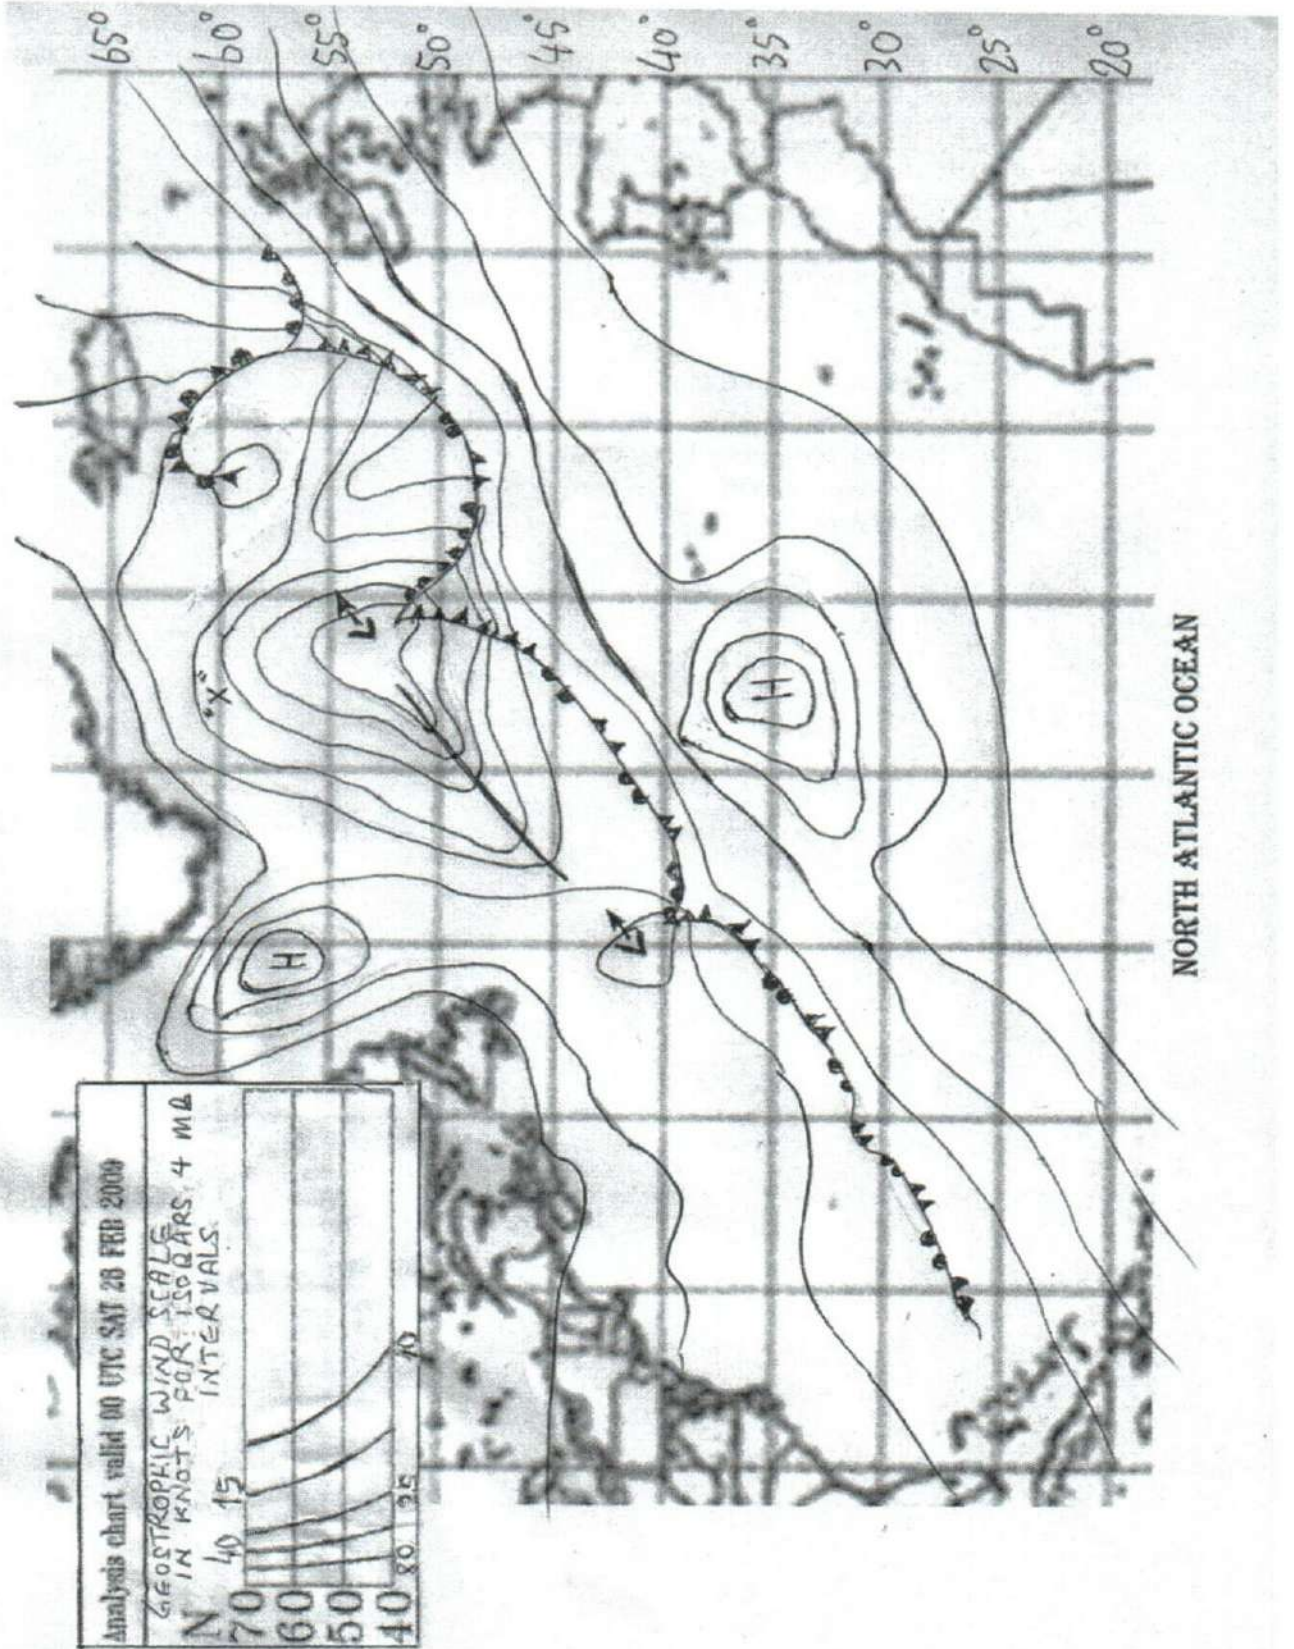 Analysis chart valid 00 UTC SAT 28 FEB 2009
GEOSTROPHIC WIND SCALE
IN KNOTS FOR ISOBARS 4 MB
INTERVALS
N 40 15
70
60
50
40
80 25 10
65° 60° 55° 50° 45° 40° 35° 30° 25° 20°
"X"
L
L
H
H
L
NORTH ATLANTIC OCEAN